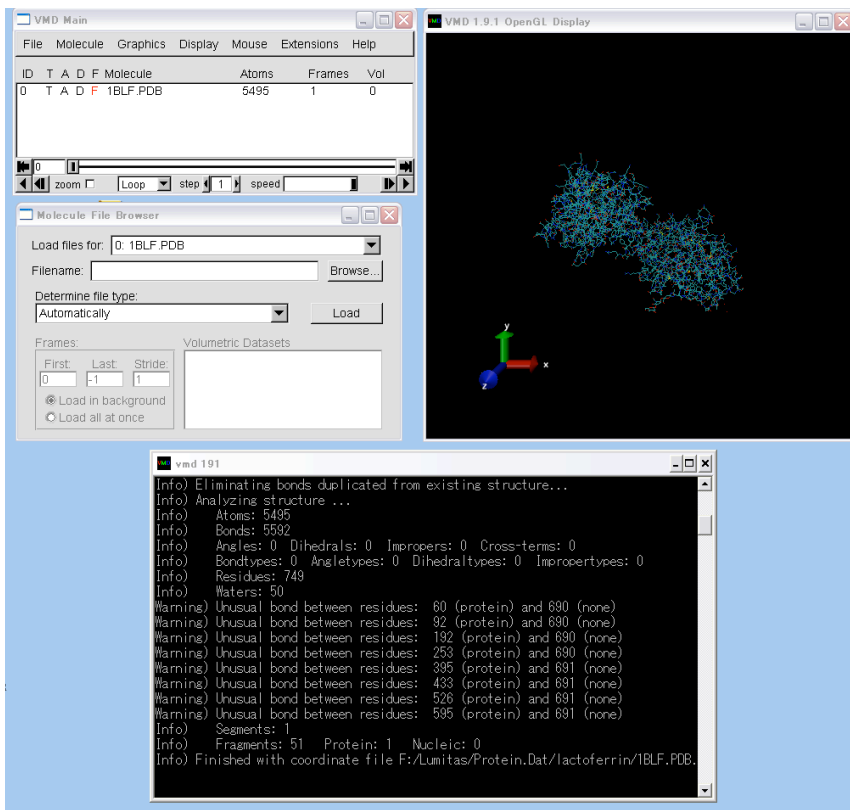 VMD Main
File Molecule Graphics Display Mouse Extensions Help
ID T A D F Molecule Atoms Frames Vol
0 T A D F 1BLF.PDB 5495 1 0
0
zoom Loop step 1 speed
Molecule File Browser
Load files for: 0: 1BLF.PDB
Filename: Browse...
Determine file type:
Automatically Load
Frames: Volumetric Datasets
First: Last: Stride:
0 -1 1
Load in background
Load all at once
VMD 1.9.1 OpenGL Display
y
x
z
vmd 191
Info) Eliminating bonds duplicated from existing structure...
Info) Analyzing structure ...
Info) Atoms: 5495
Info) Bonds: 5592
Info) Angles: 0 Dihedrals: 0 Impropers: 0 Cross-terms: 0
Info) Bondtypes: 0 Angletypes: 0 Dihedraltypes: 0 Impropertypes: 0
Info) Residues: 749
Info) Waters: 50
Warning) Unusual bond between residues: 60 (protein) and 690 (none)
Warning) Unusual bond between residues: 92 (protein) and 690 (none)
Warning) Unusual bond between residues: 192 (protein) and 690 (none)
Warning) Unusual bond between residues: 253 (protein) and 690 (none)
Warning) Unusual bond between residues: 395 (protein) and 691 (none)
Warning) Unusual bond between residues: 433 (protein) and 691 (none)
Warning) Unusual bond between residues: 526 (protein) and 691 (none)
Warning) Unusual bond between residues: 595 (protein) and 691 (none)
Info) Segments: 1
Info) Fragments: 51 Protein: 1 Nucleic: 0
Info) Finished with coordinate file F:/Lumitas/Protein.Dat/lactoferrin/1BLF.PDB.